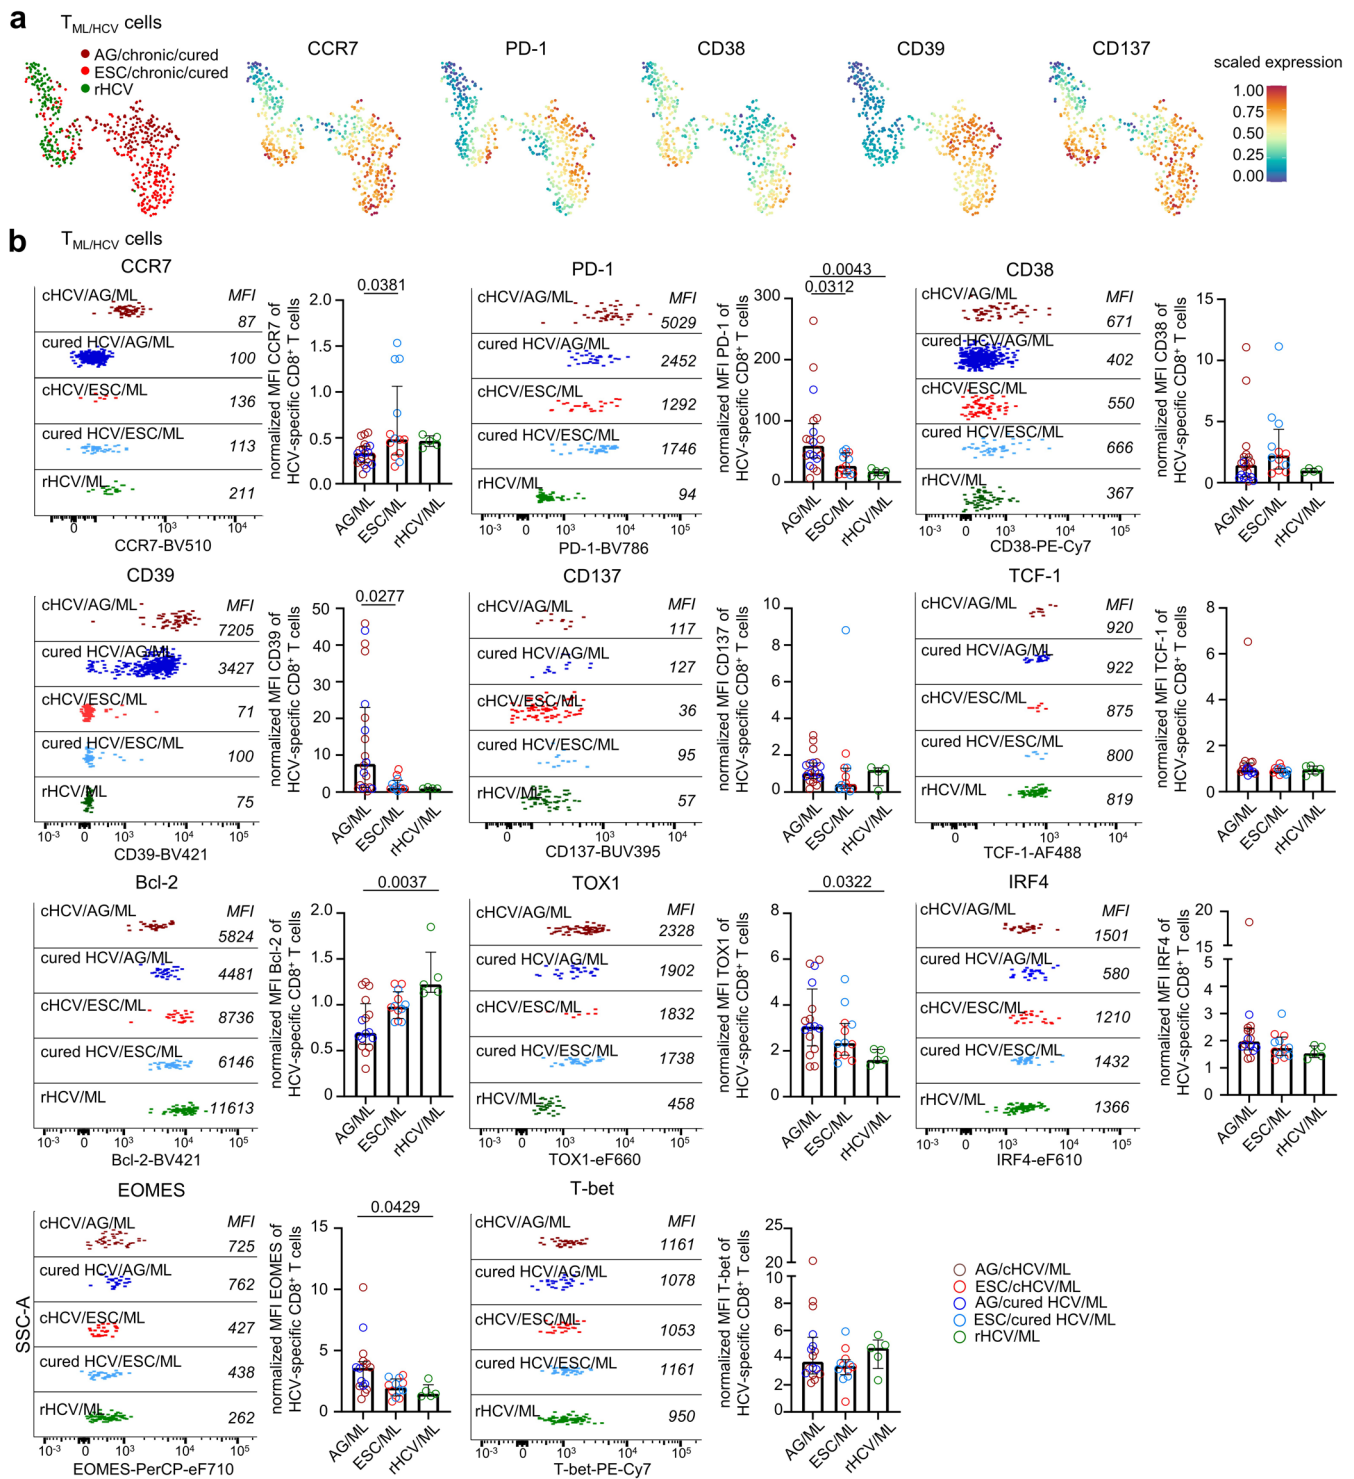 a
T_ML/HCV cells
AG/chronic/cured
ESC/chronic/cured
rHCV
CCR7
PD-1
CD38
CD39
CD137
scaled expression
1.00
0.75
0.50
0.25
0.00
b
T_ML/HCV cells
CCR7
cHCV/AG/ML MFI
87
cured HCV/AG/ML
100
cHCV/ESC/ML
136
cured HCV/ESC/ML
113
rHCV/ML
211
0 10³ 10⁴
CCR7-BV510
normalized MFI CCR7 of
HCV-specific CD8⁺ T cells
0.0381
2.0
1.5
1.0
0.5
0.0
AG/ML
ESC/ML
rHCV/ML
PD-1
cHCV/AG/ML MFI
5029
cured HCV/AG/ML
2452
cHCV/ESC/ML
1292
cured HCV/ESC/ML
1746
rHCV/ML
94
10⁻³ 0 10³ 10⁴ 10⁵
PD-1-BV786
normalized MFI PD-1 of
HCV-specific CD8⁺ T cells
0.0043
0.0312
300
200
100
0
AG/ML
ESC/ML
rHCV/ML
CD38
cHCV/AG/ML MFI
671
cured HCV/AG/ML
402
cHCV/ESC/ML
550
cured HCV/ESC/ML
666
rHCV/ML
367
10⁻³ 0 10³ 10⁴ 10⁵
CD38-PE-Cy7
normalized MFI CD38 of
HCV-specific CD8⁺ T cells
15
10
5
0
AG/ML
ESC/ML
rHCV/ML
CD39
cHCV/AG/ML MFI
7205
cured HCV/AG/ML
3427
cHCV/ESC/ML
71
cured HCV/ESC/ML
100
rHCV/ML
75
10⁻³ 0 10³ 10⁴ 10⁵
CD39-BV421
normalized MFI CD39 of
HCV-specific CD8⁺ T cells
0.0277
50
40
30
20
10
0
AG/ML
ESC/ML
rHCV/ML
CD137
cHCV/AG/ML MFI
117
cured HCV/AG/ML
127
cHCV/ESC/ML
36
cured HCV/ESC/ML
95
rHCV/ML
57
0 10³ 10⁴
CD137-BUV395
normalized MFI CD137 of
HCV-specific CD8⁺ T cells
10
8
6
4
2
0
AG/ML
ESC/ML
rHCV/ML
TCF-1
cHCV/AG/ML MFI
920
cured HCV/AG/ML
922
cHCV/ESC/ML
875
cured HCV/ESC/ML
800
rHCV/ML
819
0 10³ 10⁴
TCF-1-AF488
normalized MFI TCF-1 of
HCV-specific CD8⁺ T cells
8
6
4
2
0
AG/ML
ESC/ML
rHCV/ML
Bcl-2
cHCV/AG/ML MFI
5824
cured HCV/AG/ML
4481
cHCV/ESC/ML
8736
cured HCV/ESC/ML
6146
rHCV/ML
11613
10⁻³ 0 10³ 10⁴ 10⁵
Bcl-2-BV421
normalized MFI Bcl-2 of
HCV-specific CD8⁺ T cells
0.0037
2.0
1.5
1.0
0.5
0
AG/ML
ESC/ML
rHCV/ML
TOX1
cHCV/AG/ML MFI
2328
cured HCV/AG/ML
1902
cHCV/ESC/ML
1832
cured HCV/ESC/ML
1738
rHCV/ML
458
10⁻³ 0 10³ 10⁴ 10⁵
TOX1-eF660
normalized MFI TOX1 of
HCV-specific CD8⁺ T cells
0.0322
8
6
4
2
0
AG/ML
ESC/ML
rHCV/ML
IRF4
cHCV/AG/ML MFI
1501
cured HCV/AG/ML
580
cHCV/ESC/ML
1210
cured HCV/ESC/ML
1432
rHCV/ML
1366
10⁻³ 0 10³ 10⁴ 10⁵
IRF4-eF610
normalized MFI IRF4 of
HCV-specific CD8⁺ T cells
20
15
5
4
3
2
1
0
AG/ML
ESC/ML
rHCV/ML
EOMES
cHCV/AG/ML MFI
725
cured HCV/AG/ML
762
cHCV/ESC/ML
427
cured HCV/ESC/ML
438
rHCV/ML
262
SSC-A
10⁻³ 0 10³ 10⁴ 10⁵
EOMES-PerCP-eF710
normalized MFI EOMES of
HCV-specific CD8⁺ T cells
0.0429
15
10
5
0
AG/ML
ESC/ML
rHCV/ML
T-bet
cHCV/AG/ML MFI
1161
cured HCV/AG/ML
1078
cHCV/ESC/ML
1053
cured HCV/ESC/ML
1161
rHCV/ML
950
10⁻³ 0 10³ 10⁴ 10⁵
T-bet-PE-Cy7
normalized MFI T-bet of
HCV-specific CD8⁺ T cells
25
20
10
8
6
4
2
0
AG/ML
ESC/ML
rHCV/ML
AG/cHCV/ML
ESC/cHCV/ML
AG/cured HCV/ML
ESC/cured HCV/ML
rHCV/ML